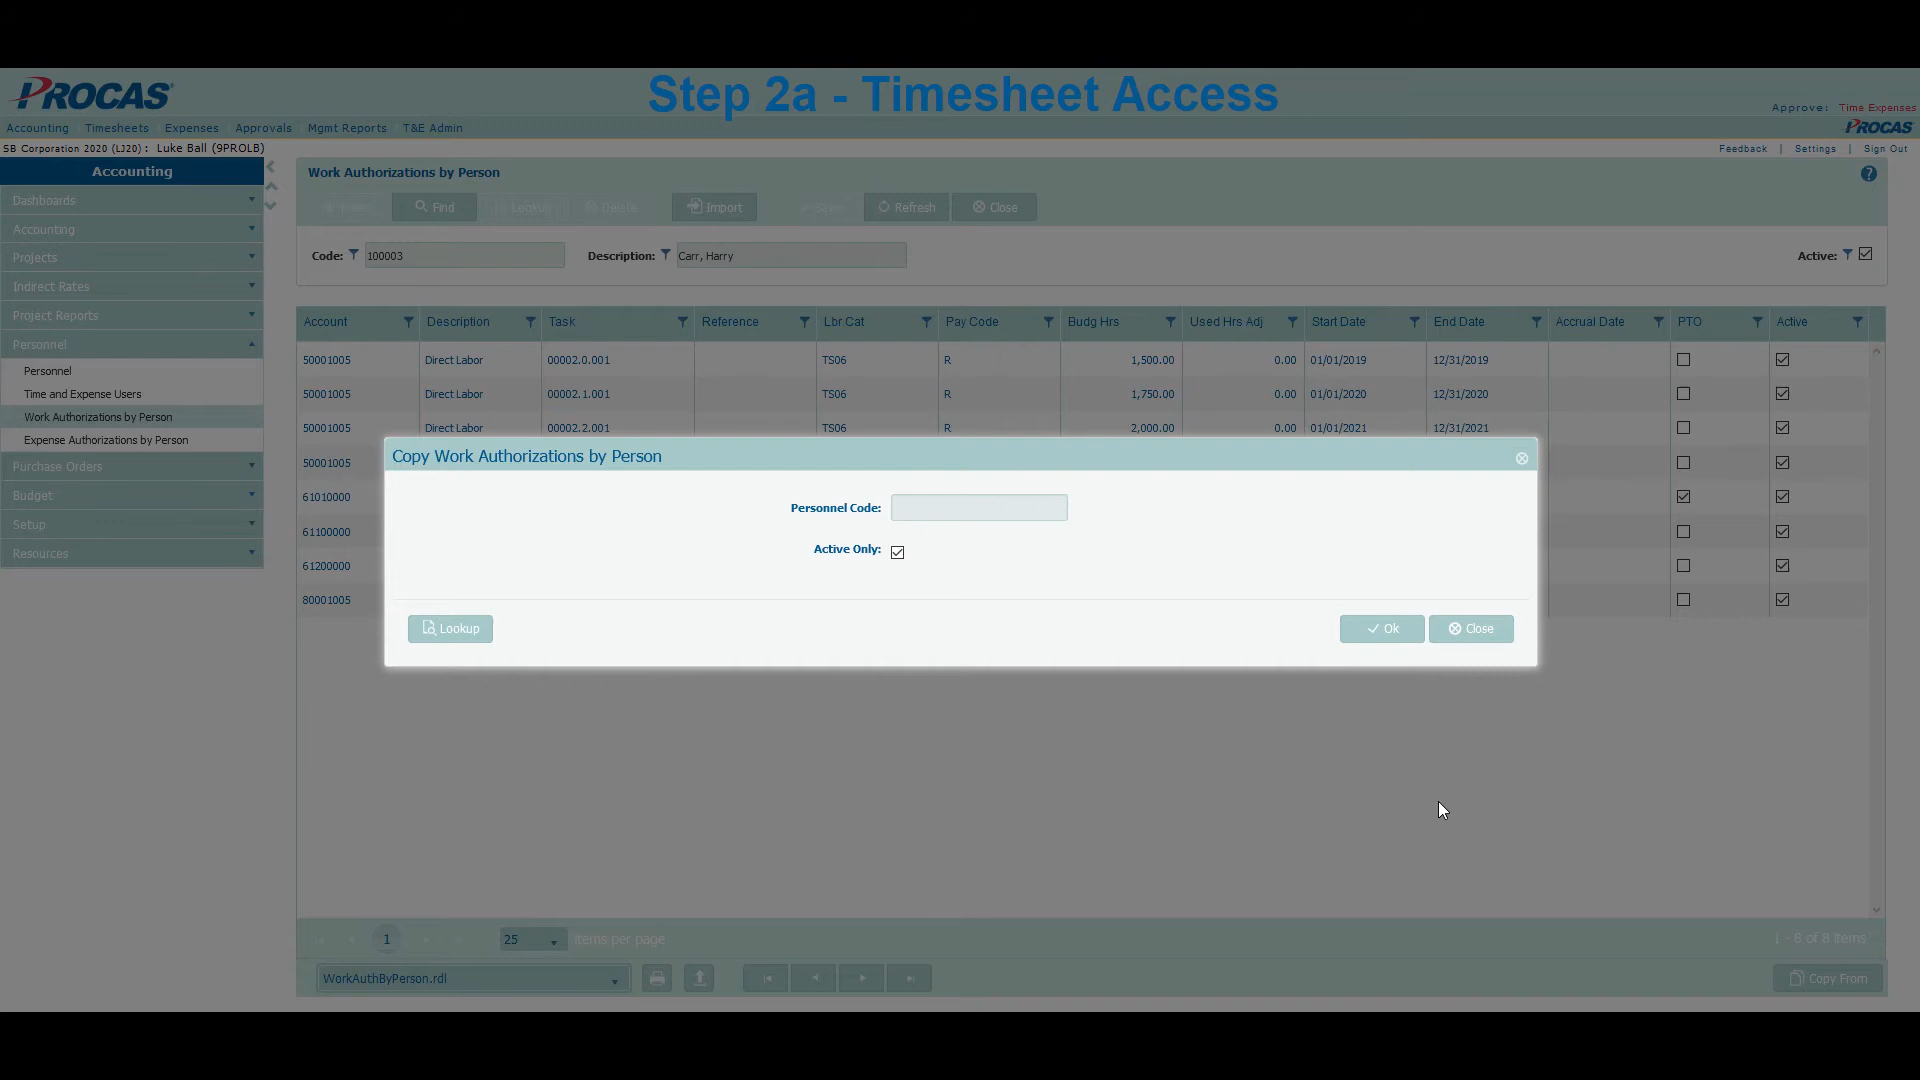 PROCAS
Step 2a - Timesheet Access
Approve: Time Expenses
Accounting Timesheets Expenses Approvals Mgmt Reports T&E Admin
PROCAS
SB Corporation 2020 (LJ20) : Luke Ball (9PROLB)
Feedback | Settings | Sign Out
Accounting
Dashboards
Accounting
Projects
Indirect Rates
Project Reports
Personnel
Personnel
Time and Expense Users
Work Authorizations by Person
Expense Authorizations by Person
Purchase Orders
Budget
Setup
Resources
Work Authorizations by Person
Find Lookup Delete Import Save Refresh Close
Code: 100003 Description: Carr, Harry Active:
Account Description Task Reference Lbr Cat Pay Code Budg Hrs Used Hrs Adj Start Date End Date Accrual Date PTO Active
50001005 Direct Labor 00002.0.001 TS06 R 1,500.00 0.00 01/01/2019 12/31/2019
50001005 Direct Labor 00002.1.001 TS06 R 1,750.00 0.00 01/01/2020 12/31/2020
50001005 Direct Labor 00002.2.001 TS06 R 2,000.00 0.00 01/01/2021 12/31/2021
50001005
61010000
61100000
61200000
80001005
Copy Work Authorizations by Person
Personnel Code:
Active Only:
Lookup Ok Close
1 25 items per page 1 - 8 of 8 items
WorkAuthByPerson.rdl Copy From